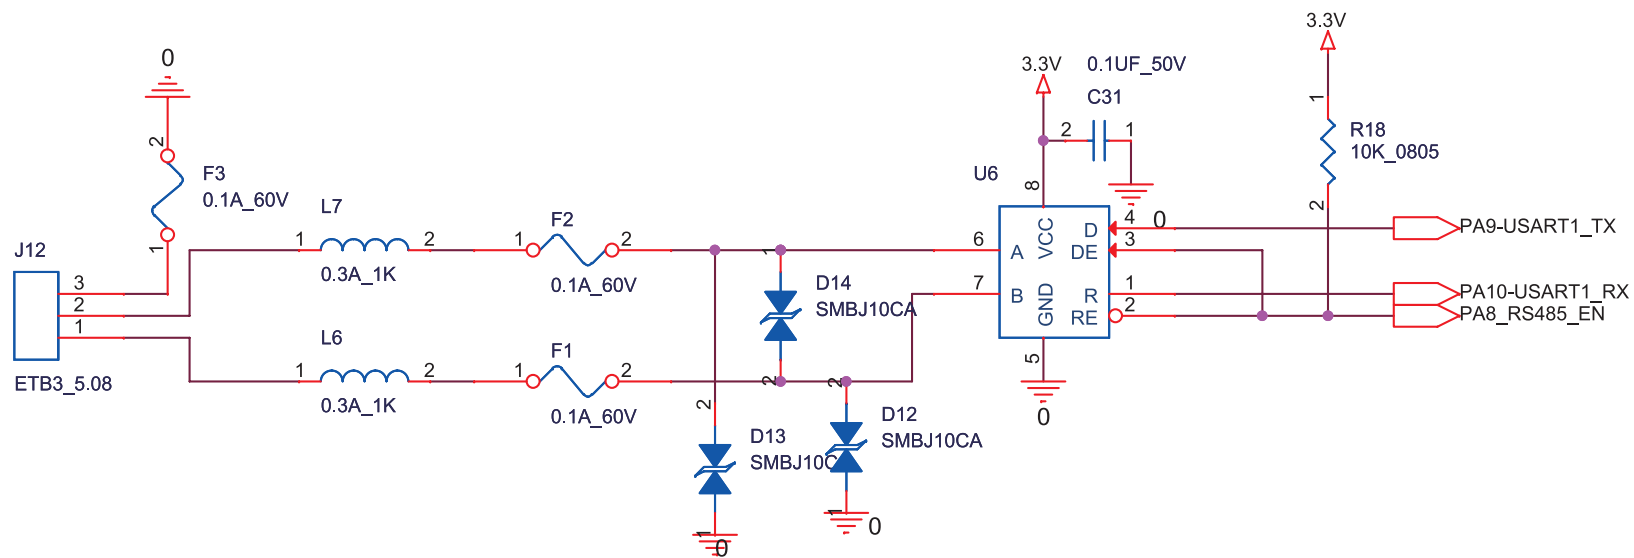 3.3V
0
3.3V
0.1UF_50V
C31
1
2
2
1
R18
10K_0805
F3
0.1A_60V
U6
8
2
L7
F2
4
0
D
PA9-USART1_TX
1
J12
1
2
1
2
1
6
A
VCC
DE
3
0.3A_1K
0.1A_60V
3
D14
SMBJ10CA
7
B
GND
R
1
PA10-USART1_RX
2
RE
2
PA8_RS485_EN
1
L6
F1
5
ETB3_5.08
1
2
1
2
2
2
0.3A_1K
0.1A_60V
2
D12
SMBJ10CA
0
D13
SMBJ10C
1
0
1
0